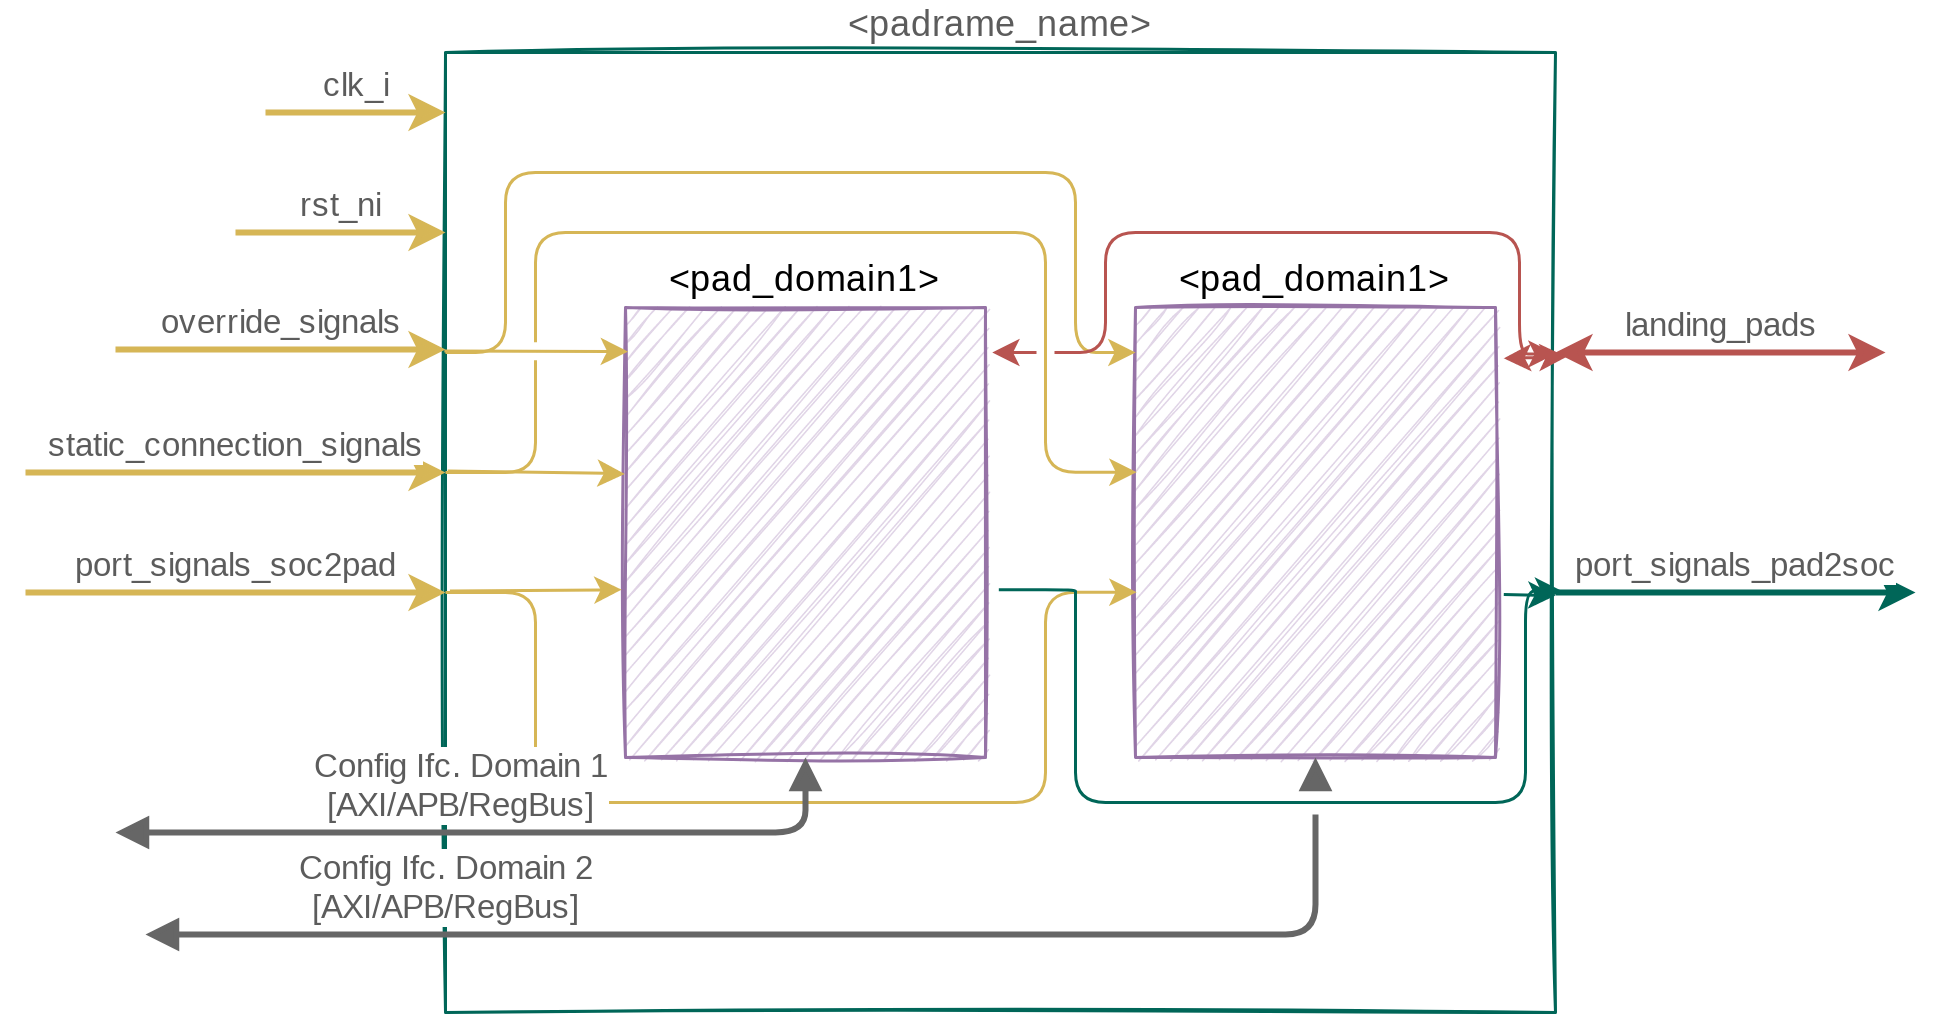 <padrame_name>
clk_i
rst_ni
<pad_domain1>
<pad_domain1>
override_signals
landing_pads
static_connection_signals
port_signals_soc2pad
port_signals_pad2soc
Config Ifc. Domain 1
[AXI/APB/RegBus]
Config Ifc. Domain 2
[AXI/APB/RegBus]